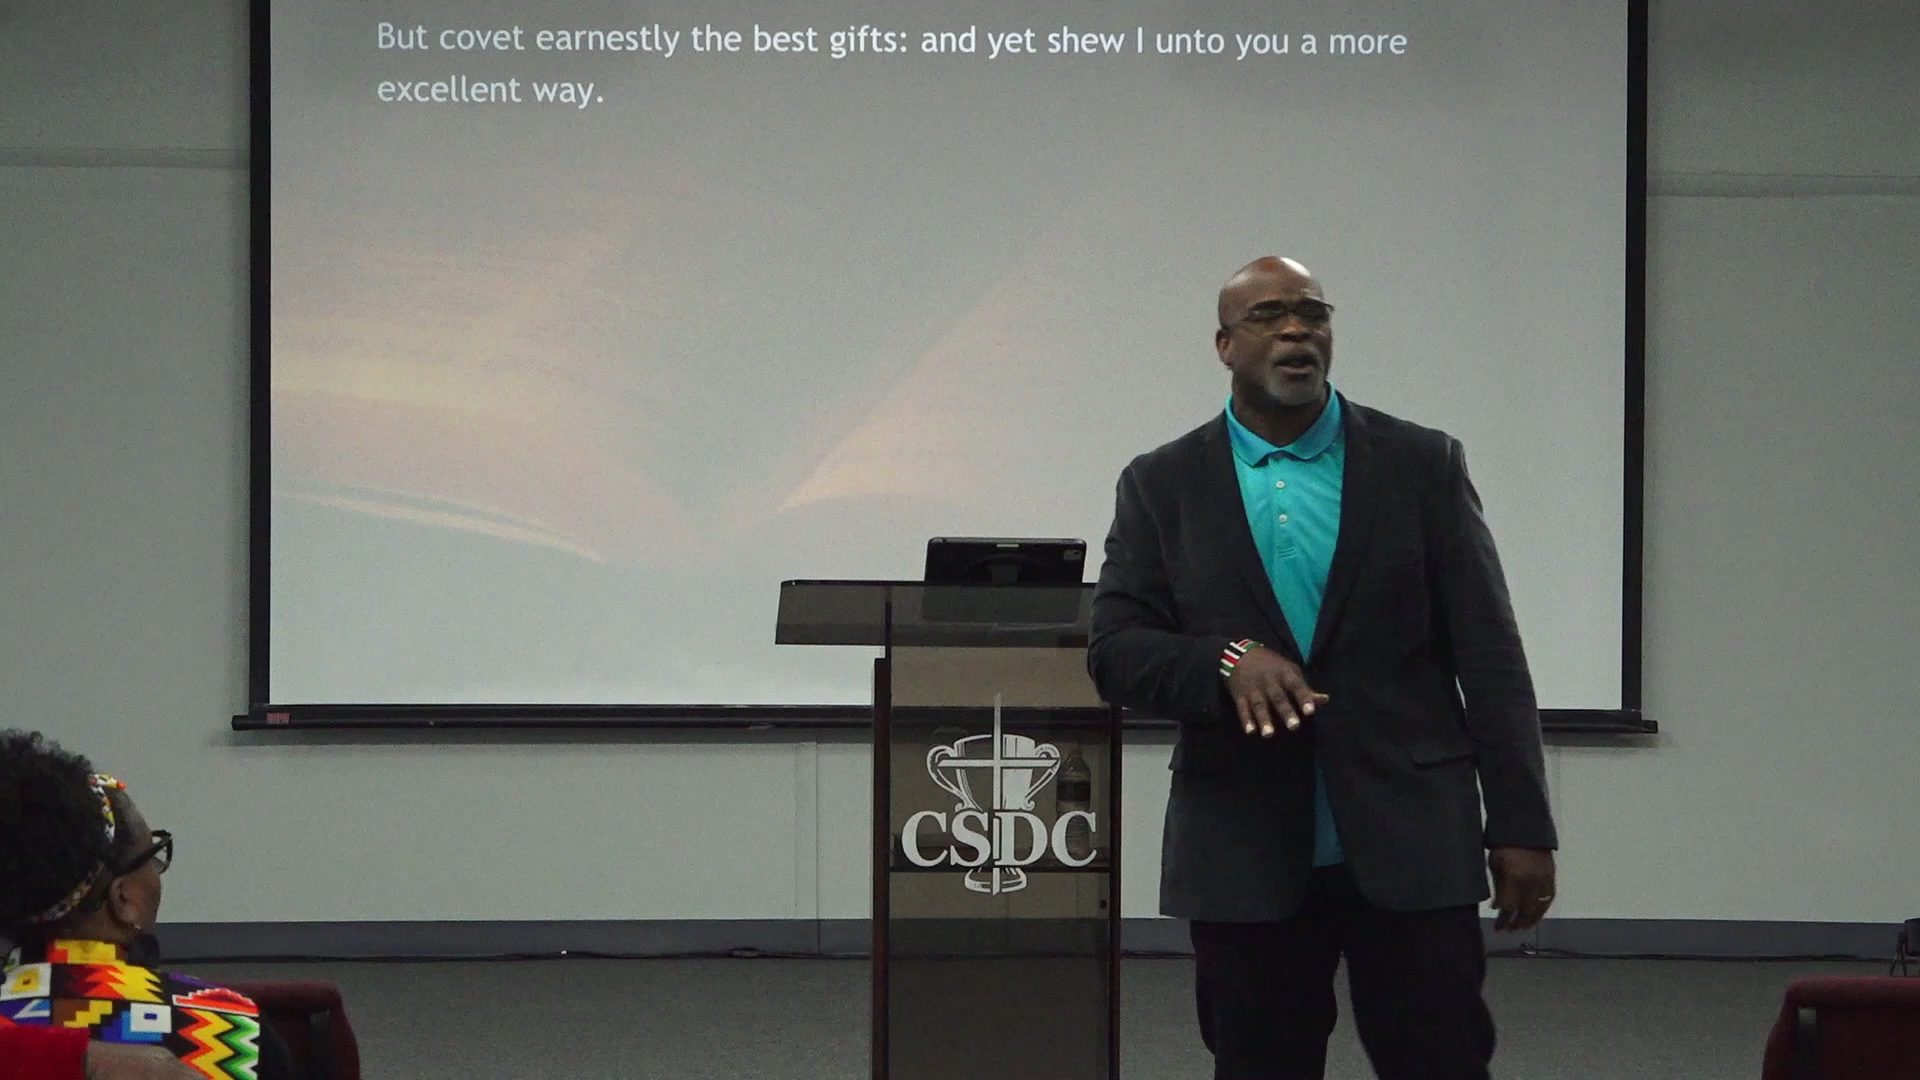 But covet earnestly the best gifts: and yet shew I unto you a more
excellent way.
CSDC